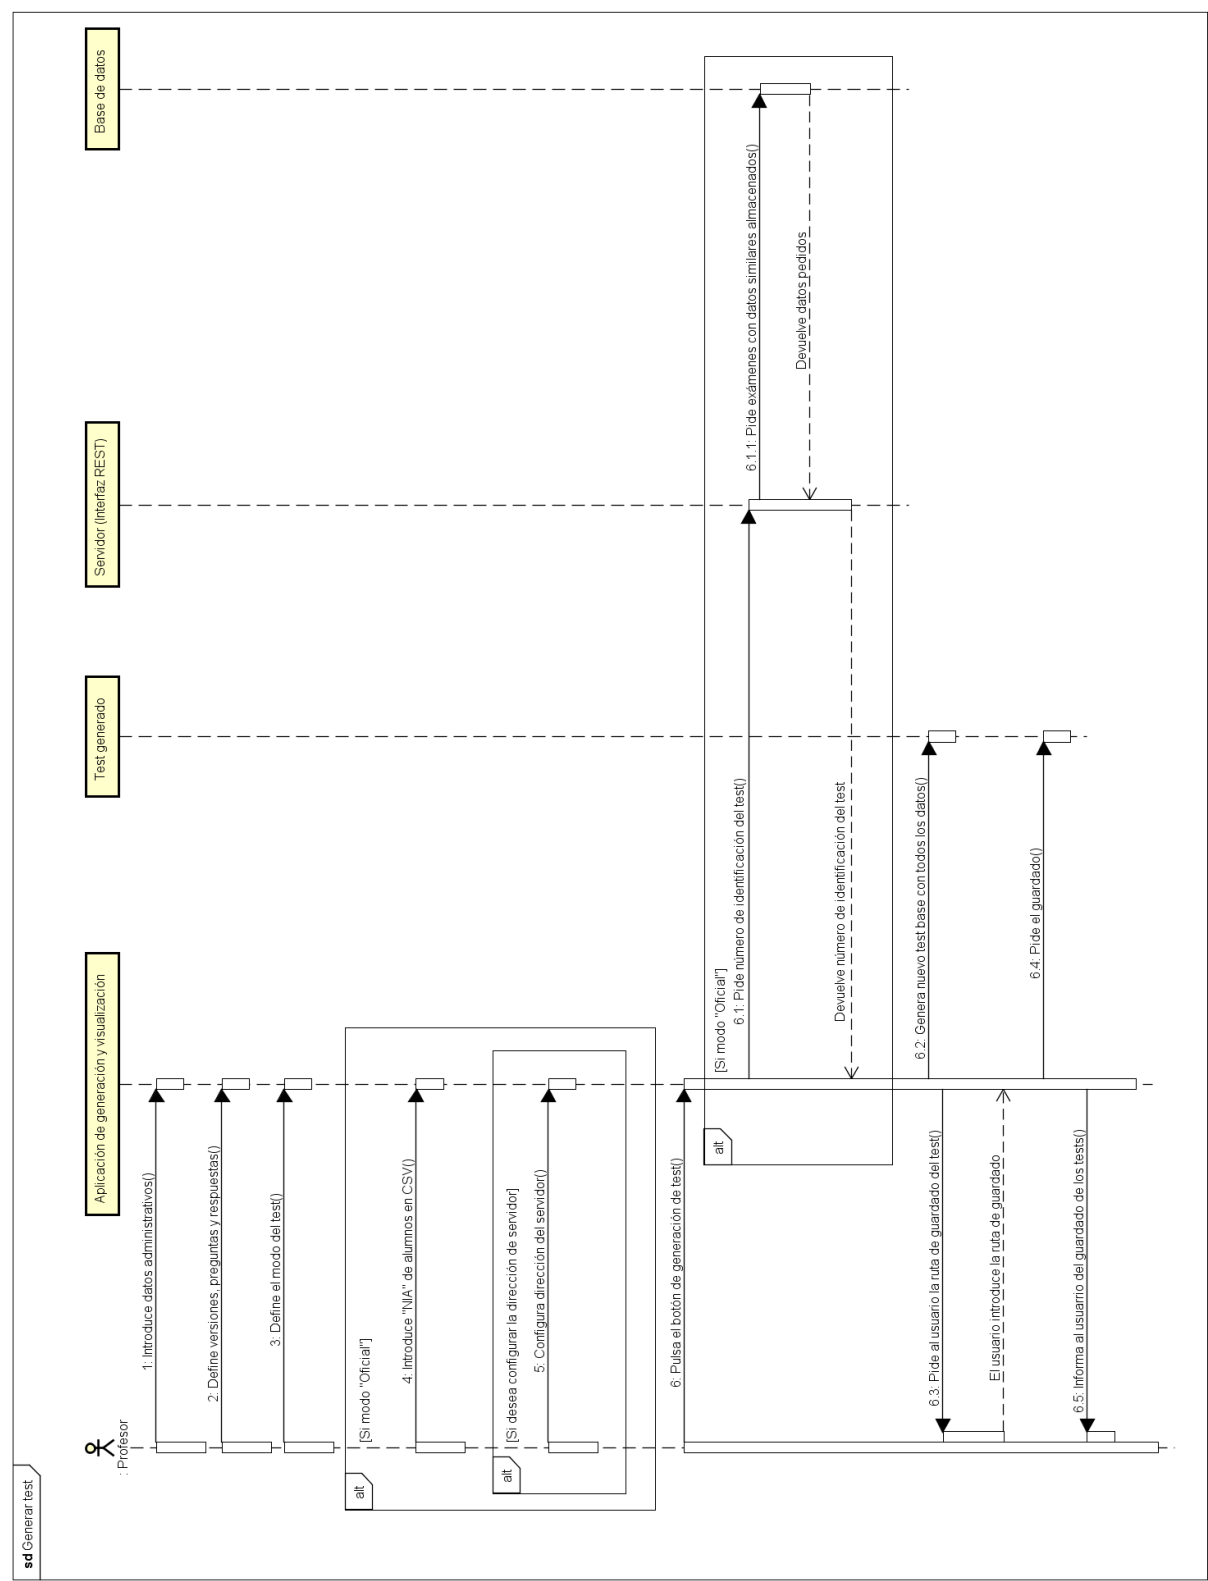 sd Generar test
: Profesor
Aplicación de generación y visualización
Test generado
Servidor (Interfaz REST)
Base de datos
1: Introduce datos administrativos()
2: Define versiones, preguntas y respuestas()
3: Define el modo del test()
alt
[Si modo "Oficial"]
4: Introduce "NIA" de alumnos en CSV()
alt
[Si desea configurar la dirección de servidor]
5: Configura dirección del servidor()
6: Pulsa el botón de generación de test()
alt
[Si modo "Oficial"]
6.1: Pide número de identificación del test()
6.1.1: Pide exámenes con datos similares almacenados()
Devuelve datos pedidos
Devuelve número de identificación del test
6.2: Genera nuevo test base con todos los datos()
6.3: Pide al usuario la ruta de guardado del test()
El usuario introduce la ruta de guardado
6.4: Pide el guardado()
6.5: Informa al usuarrio del guardado de los tests()